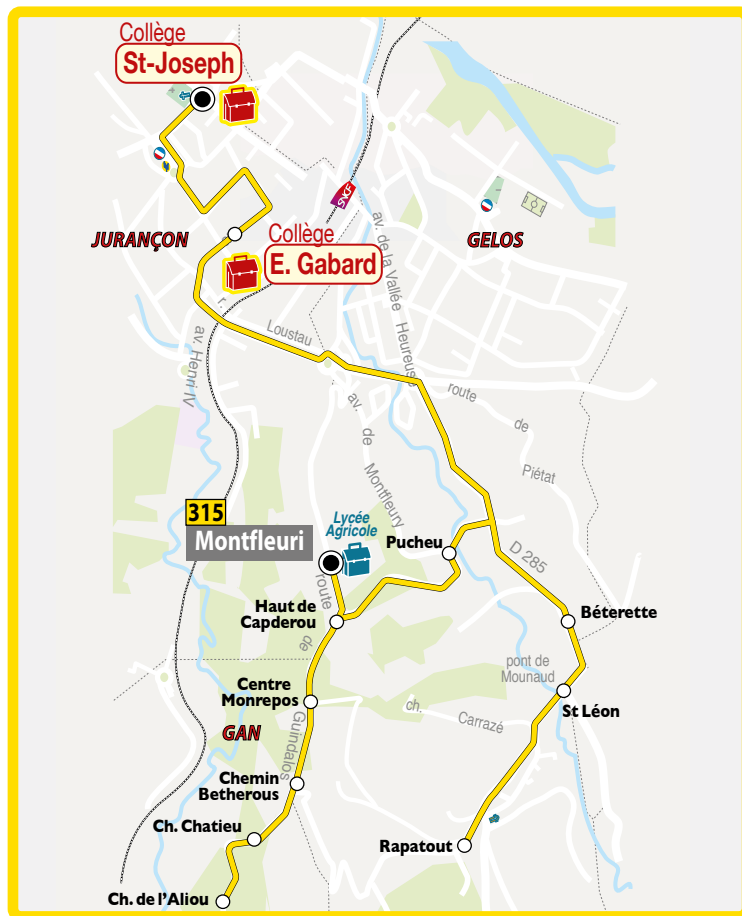 Collège
St-Joseph
SNCF
JURANÇON
Collège
E. Gabard
GELOS
av. de la Vallée Heureuse
av. Henri IV
r.
Loustau
route de Piétat
av. de Montfleury
315
Montfleuri
Lycée
Agricole
Pucheu
D 285
route de Guindalos
Haut de
Capderou
Béterette
pont de
Mounaud
Centre
Monrepos
ch. Carrazé
St Léon
GAN
Chemin
Betherous
Ch. Chatieu
Rapatout
Ch. de l'Aliou